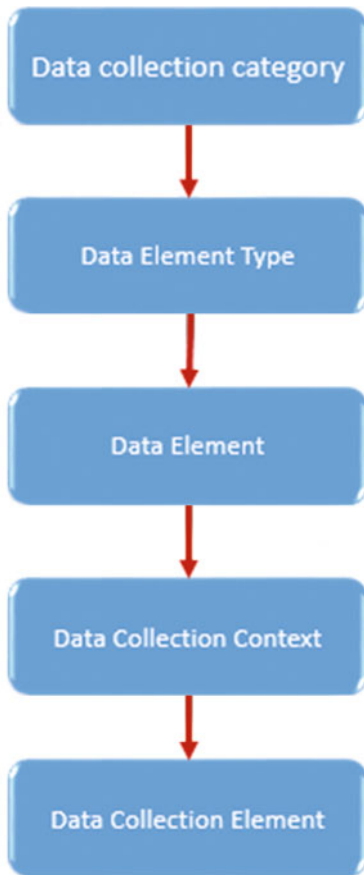 Data collection category
Data Element Type
Data Element
Data Collection Context
Data Collection Element